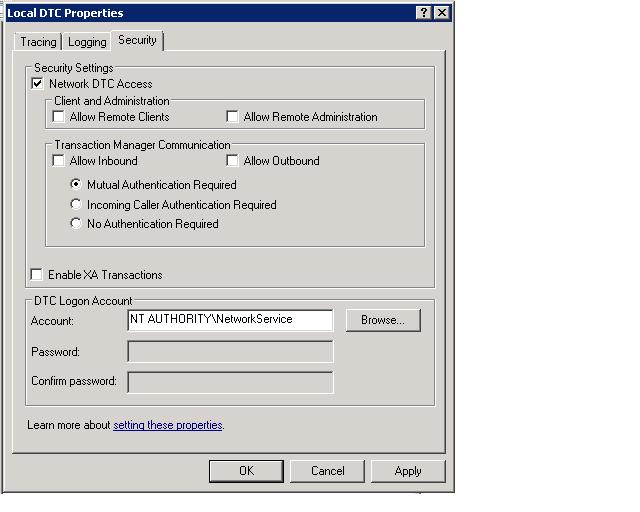 Local DTC Properties
Tracing Logging Security
Security Settings
Network DTC Access
Client and Administration
Allow Remote Clients Allow Remote Administration
Transaction Manager Communication
Allow Inbound Allow Outbound
Mutual Authentication Required
Incoming Caller Authentication Required
No Authentication Required
Enable XA Transactions
DTC Logon Account
Account: NT AUTHORITY\NetworkService Browse...
Password:
Confirm password:
Learn more about setting these properties.
OK Cancel Apply